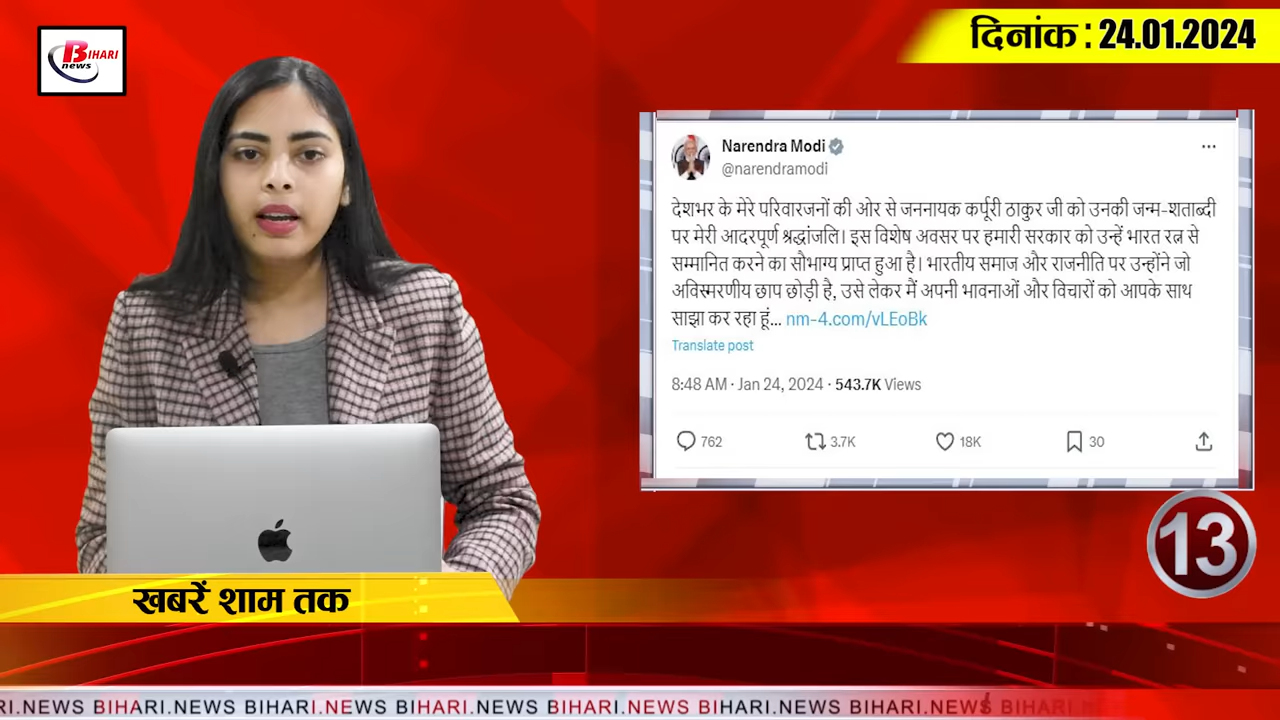 BIHARI
news
दिनांक : 24.01.2024
Narendra Modi
@narendramodi
देशभर के मेरे परिवारजनों की ओर से जननायक कर्पूरी ठाकुर जी को उनकी जन्म-शताब्दी
पर मेरी आदरपूर्ण श्रद्धांजलि। इस विशेष अवसर पर हमारी सरकार को उन्हें भारत रत्न से
सम्मानित करने का सौभाग्य प्राप्त हुआ है। भारतीय समाज और राजनीति पर उन्होंने जो
अविस्मरणीय छाप छोड़ी है, उसे लेकर मैं अपनी भावनाओं और विचारों को आपके साथ
साझा कर रहा हूं... nm-4.com/vLEoBk
Translate post
8:48 AM · Jan 24, 2024 · 543.7K Views
762 3.7K 18K 30
13
खबरें शाम तक
RI.NEWS BIHARI.NEWS BIHARI.NEWS BIHARI.NEWS BIHARI.NEWS BIHARI.NEWS BIHARI.NEWS BIHARI.NEWS BIHARI